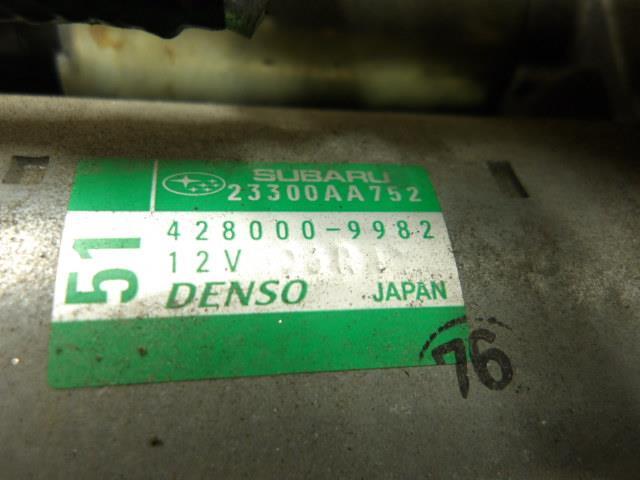 SUBARU
23300AA752
51
428000-9982
12V
DENSO JAPAN
76